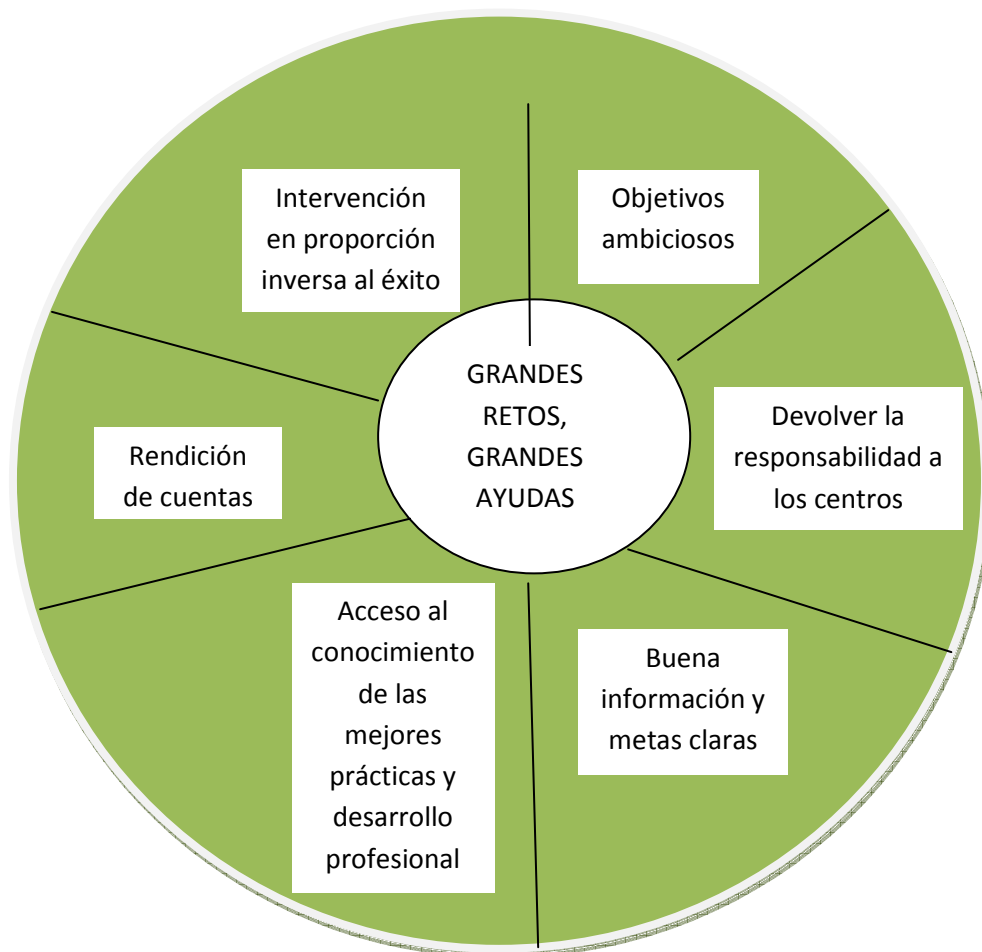 Intervención
en proporción
inversa al éxito
Objetivos
ambiciosos
GRANDES
RETOS,
GRANDES
AYUDAS
Devolver la
responsabilidad a
los centros
Rendición
de cuentas
Acceso al
conocimiento
de las
mejores
prácticas y
desarrollo
profesional
Buena
información y
metas claras